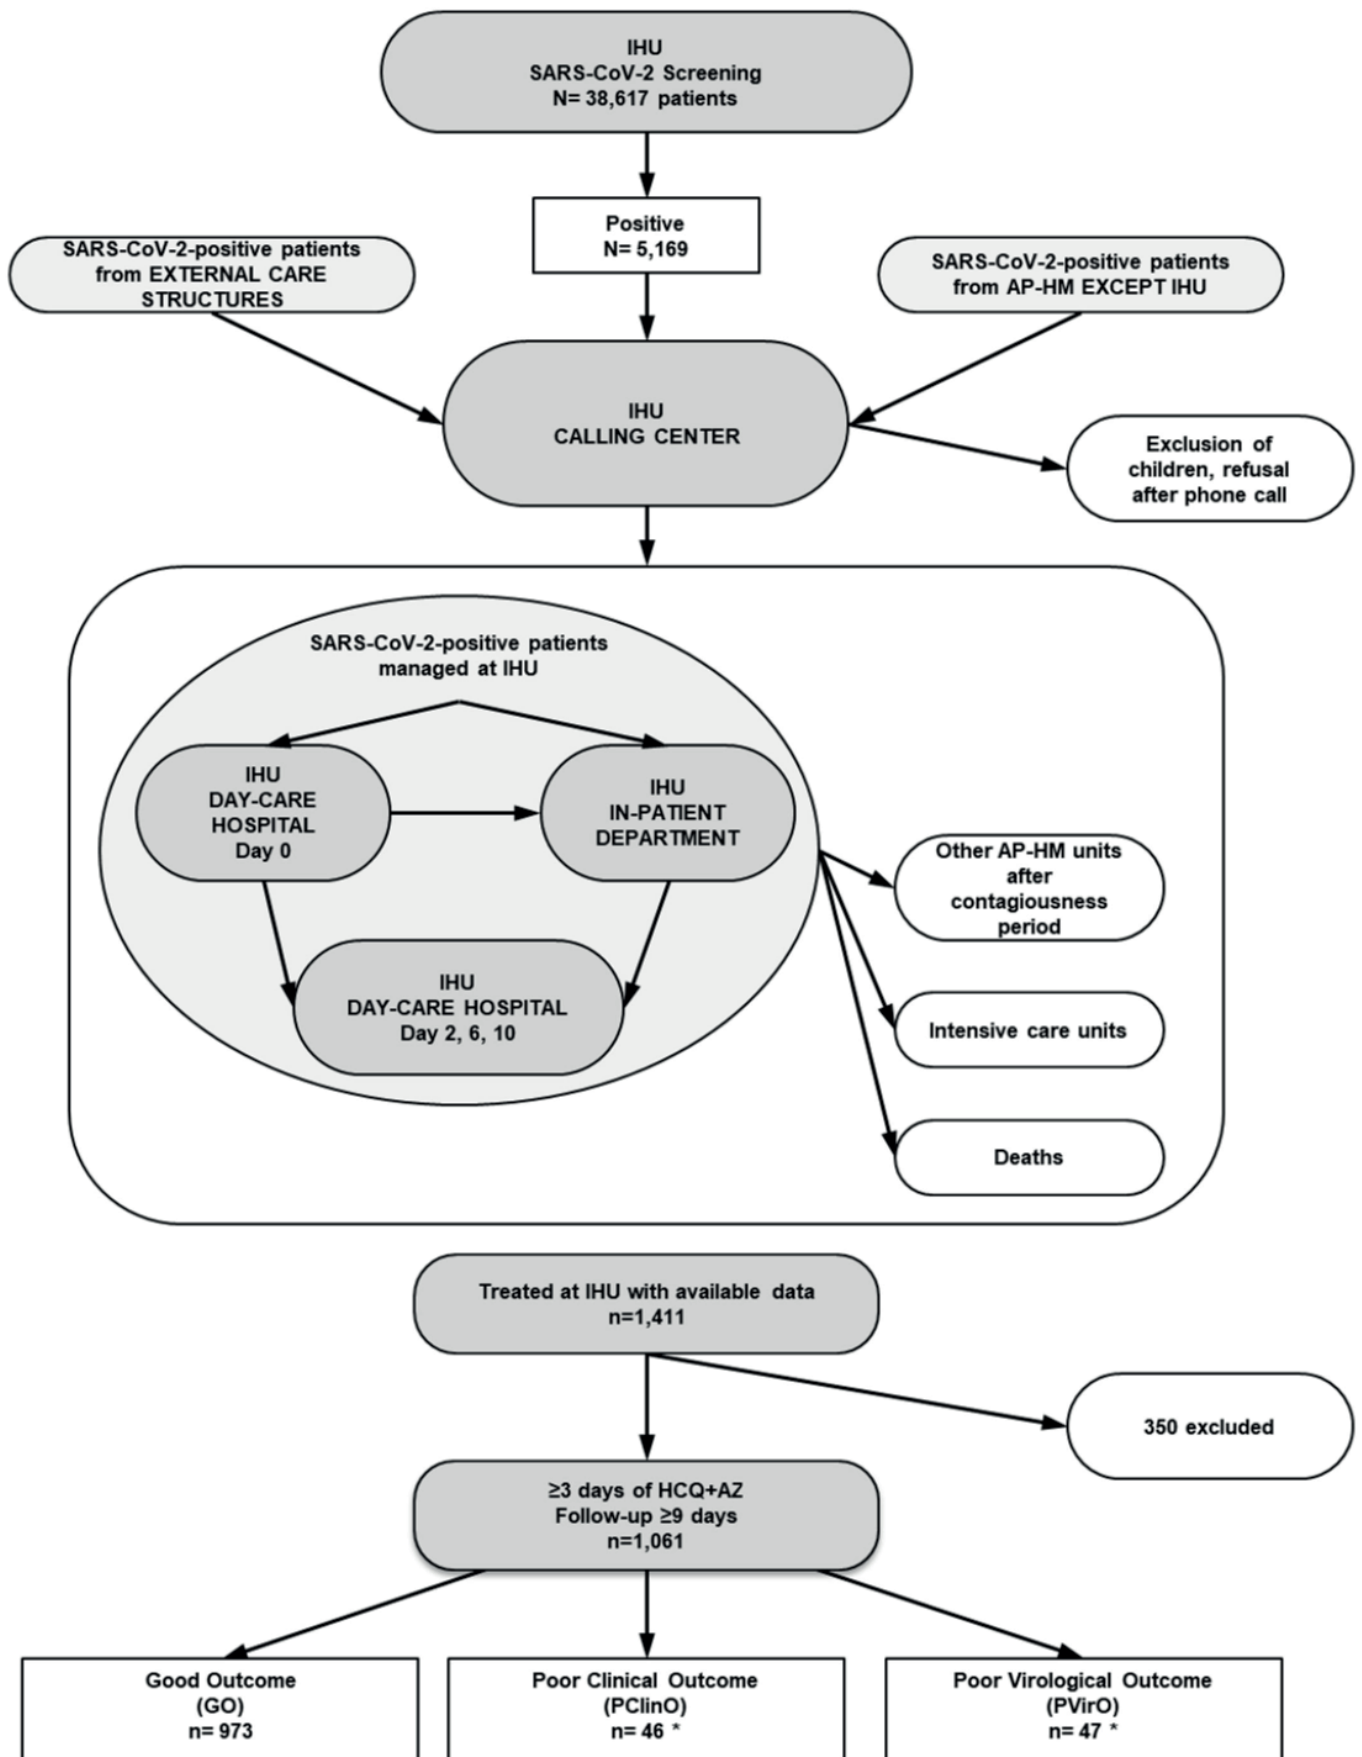 IHU
SARS-CoV-2 Screening
N= 38,617 patients
Positive
N= 5,169
SARS-CoV-2-positive patients
from EXTERNAL CARE
STRUCTURES
SARS-CoV-2-positive patients
from AP-HM EXCEPT IHU
IHU
CALLING CENTER
Exclusion of
children, refusal
after phone call
SARS-CoV-2-positive patients
managed at IHU
IHU
DAY-CARE
HOSPITAL
Day 0
IHU
IN-PATIENT
DEPARTMENT
Other AP-HM units
after
contagiousness
period
IHU
DAY-CARE HOSPITAL
Day 2, 6, 10
Intensive care units
Deaths
Treated at IHU with available data
n=1,411
350 excluded
≥3 days of HCQ+AZ
Follow-up ≥9 days
n=1,061
Good Outcome
(GO)
n= 973
Poor Clinical Outcome
(PClinO)
n= 46 *
Poor Virological Outcome
(PVirO)
n= 47 *